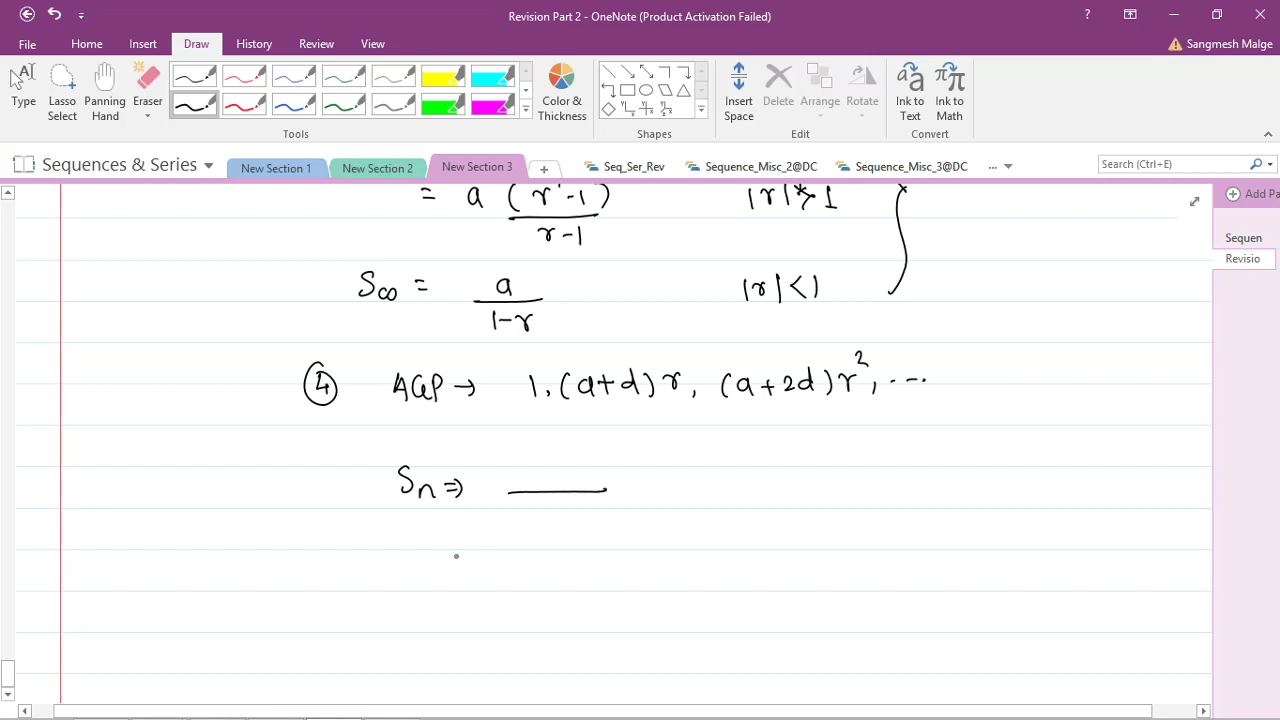 Revision Part 2 - OneNote (Product Activation Failed)
File Home Insert Draw History Review View Sangmesh Malge
Type Lasso Select Panning Hand Eraser Color & Thickness Insert Space Delete Arrange Rotate Ink to Text Ink to Math
Tools Shapes Edit Convert
Sequences & Series New Section 1 New Section 2 New Section 3 Seq_Ser_Rev Sequence_Misc_2@DC Sequence_Misc_3@DC ... Search (Ctrl+E)
Add Pa
Sequen
Revisio
= a (r -1) / r-1 |r| > 1
S∞ = a / 1-r |r| < 1
④ AGP → 1, (a+d)r, (a+2d)r², ....
Sn ⇒